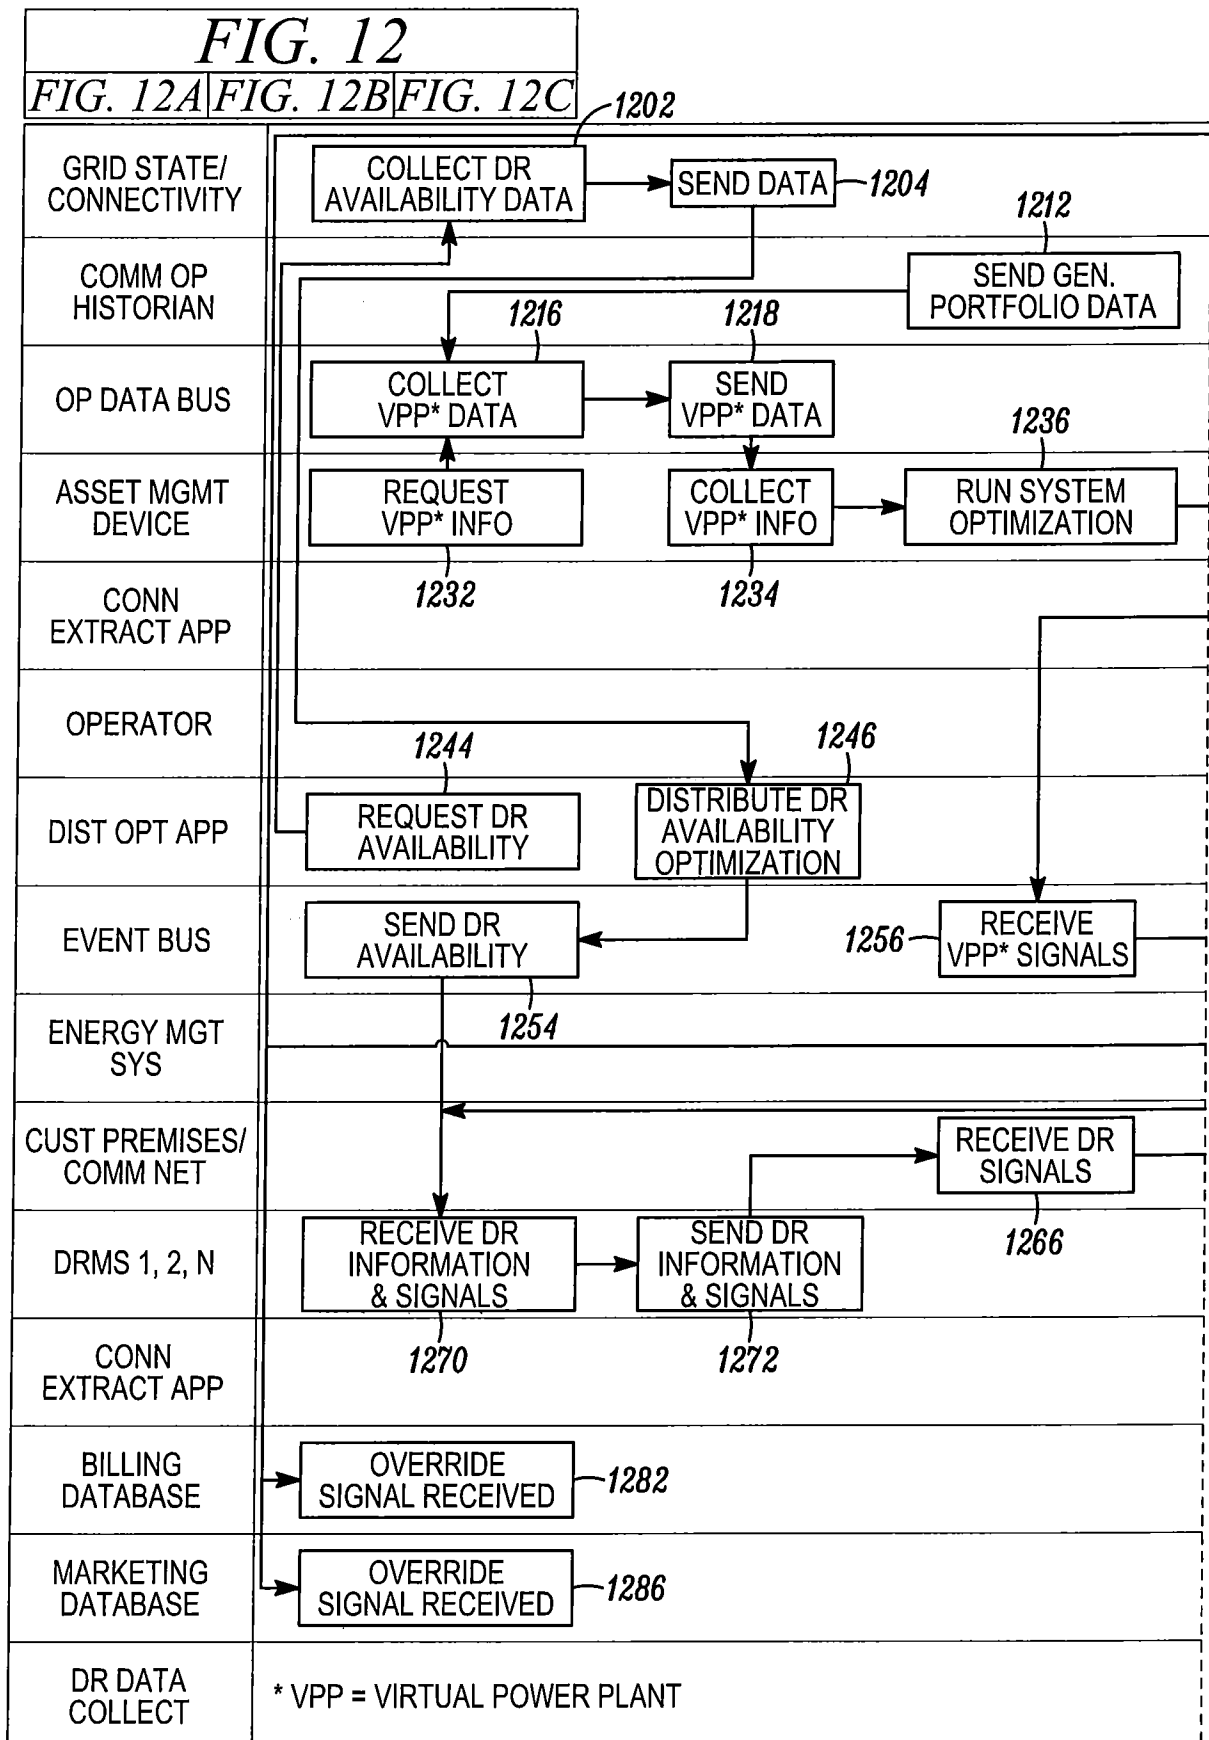 FIG. 12
FIG. 12A FIG. 12B FIG. 12C
1202
GRID STATE/
CONNECTIVITY
COLLECT DR
AVAILABILITY DATA
SEND DATA
1204
1212
COMM OP
HISTORIAN
SEND GEN.
PORTFOLIO DATA
1216
1218
OP DATA BUS
COLLECT
VPP* DATA
SEND
VPP* DATA
1236
ASSET MGMT
DEVICE
REQUEST
VPP* INFO
COLLECT
VPP* INFO
RUN SYSTEM
OPTIMIZATION
1232
1234
CONN
EXTRACT APP
OPERATOR
1244
1246
DIST OPT APP
REQUEST DR
AVAILABILITY
DISTRIBUTE DR
AVAILABILITY
OPTIMIZATION
EVENT BUS
SEND DR
AVAILABILITY
1256
RECEIVE
VPP* SIGNALS
1254
ENERGY MGT
SYS
CUST PREMISES/
COMM NET
RECEIVE DR
SIGNALS
1266
DRMS 1, 2, N
RECEIVE DR
INFORMATION
& SIGNALS
SEND DR
INFORMATION
& SIGNALS
1270
1272
CONN
EXTRACT APP
BILLING
DATABASE
OVERRIDE
SIGNAL RECEIVED
1282
MARKETING
DATABASE
OVERRIDE
SIGNAL RECEIVED
1286
DR DATA
COLLECT
* VPP = VIRTUAL POWER PLANT